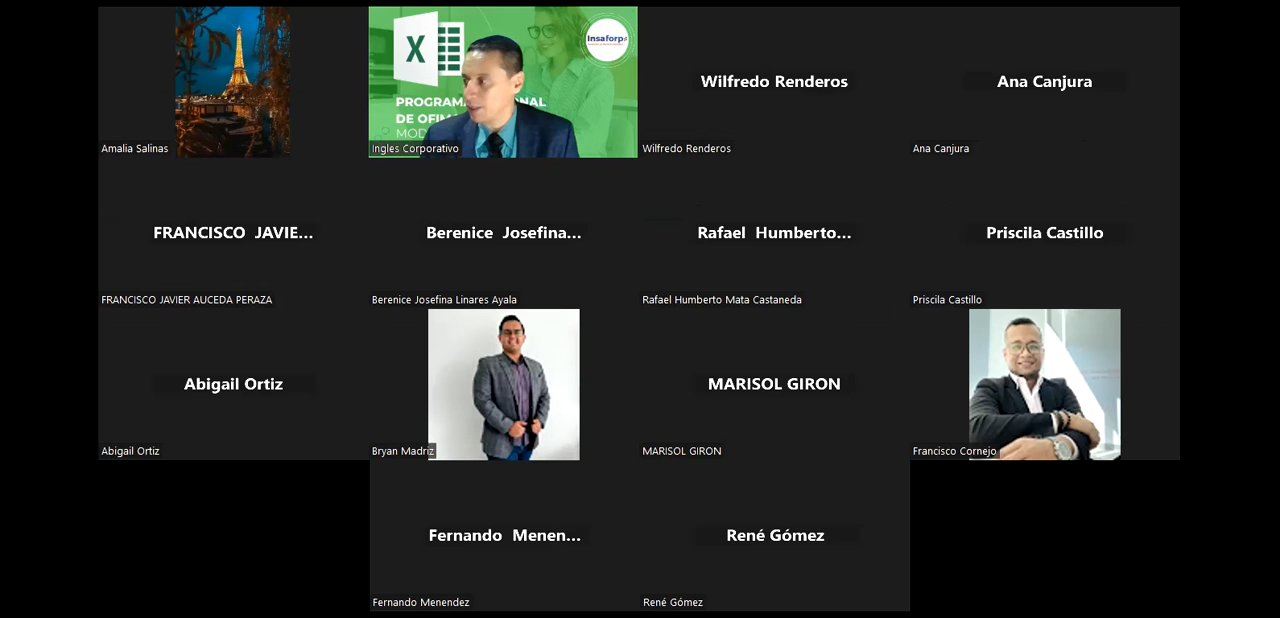 Amalia Salinas
X
Insaforp
PROGRAMA NAL
DE OFIM
MOD
Ingles Corporativo
Wilfredo Renderos
Wilfredo Renderos
Ana Canjura
Ana Canjura
FRANCISCO JAVIE...
FRANCISCO JAVIER AUCEDA PERAZA
Berenice Josefina...
Berenice Josefina Linares Ayala
Rafael Humberto...
Rafael Humberto Mata Castaneda
Priscila Castillo
Priscila Castillo
Abigail Ortiz
Abigail Ortiz
Bryan Madriz
MARISOL GIRON
MARISOL GIRON
Francisco Cornejo
Fernando Menen...
Fernando Menendez
René Gómez
René Gómez